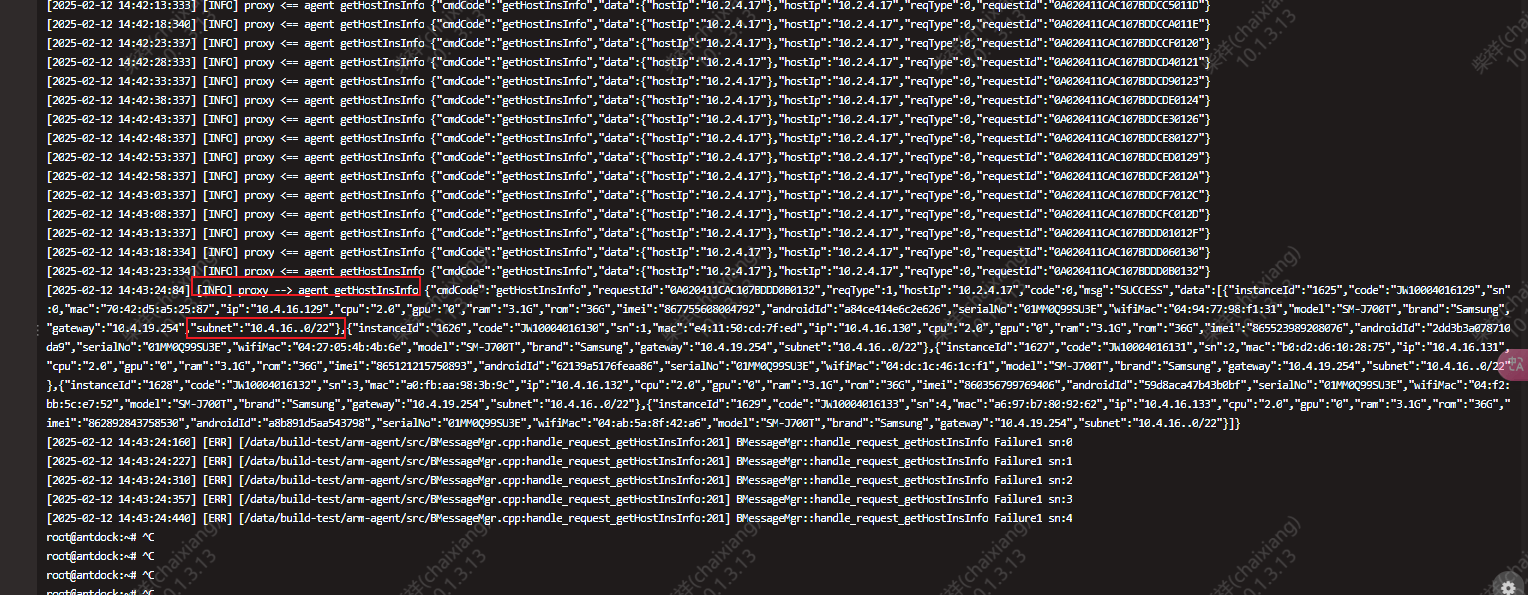 [2025-02-12 14:42:13:333] [INFO] proxy <== agent getHostInsInfo {"cmdCode":"getHostInsInfo","data":{"hostIp":"10.2.4.17"},"hostIp":"10.2.4.17","reqType":0,"requestId":"0A020411CAC107BDDCC5011D"}
[2025-02-12 14:42:18:349] [INFO] proxy <== agent getHostInsInfo {"cmdCode":"getHostInsInfo","data":{"hostIp":"10.2.4.17"},"hostIp":"10.2.4.17","reqType":0,"requestId":"0A020411CAC107BDDCCA011E"}
[2025-02-12 14:42:23:337] [INFO] proxy <== agent getHostInsInfo {"cmdCode":"getHostInsInfo","data":{"hostIp":"10.2.4.17"},"hostIp":"10.2.4.17","reqType":0,"requestId":"0A020411CAC107BDDCCF0120"}
[2025-02-12 14:42:28:333] [INFO] proxy <== agent getHostInsInfo {"cmdCode":"getHostInsInfo","data":{"hostIp":"10.2.4.17"},"hostIp":"10.2.4.17","reqType":0,"requestId":"0A020411CAC107BDDCD40121"}
[2025-02-12 14:42:33:337] [INFO] proxy <== agent getHostInsInfo {"cmdCode":"getHostInsInfo","data":{"hostIp":"10.2.4.17"},"hostIp":"10.2.4.17","reqType":0,"requestId":"0A020411CAC107BDDCD90123"}
[2025-02-12 14:42:38:337] [INFO] proxy <== agent getHostInsInfo {"cmdCode":"getHostInsInfo","data":{"hostIp":"10.2.4.17"},"hostIp":"10.2.4.17","reqType":0,"requestId":"0A020411CAC107BDDCDE0124"}
[2025-02-12 14:42:43:337] [INFO] proxy <== agent getHostInsInfo {"cmdCode":"getHostInsInfo","data":{"hostIp":"10.2.4.17"},"hostIp":"10.2.4.17","reqType":0,"requestId":"0A020411CAC107BDDCE30126"}
[2025-02-12 14:42:48:337] [INFO] proxy <== agent getHostInsInfo {"cmdCode":"getHostInsInfo","data":{"hostIp":"10.2.4.17"},"hostIp":"10.2.4.17","reqType":0,"requestId":"0A020411CAC107BDDCE80127"}
[2025-02-12 14:42:53:337] [INFO] proxy <== agent getHostInsInfo {"cmdCode":"getHostInsInfo","data":{"hostIp":"10.2.4.17"},"hostIp":"10.2.4.17","reqType":0,"requestId":"0A020411CAC107BDDCED0129"}
[2025-02-12 14:42:58:337] [INFO] proxy <== agent getHostInsInfo {"cmdCode":"getHostInsInfo","data":{"hostIp":"10.2.4.17"},"hostIp":"10.2.4.17","reqType":0,"requestId":"0A020411CAC107BDDCF2012A"}
[2025-02-12 14:43:03:337] [INFO] proxy <== agent getHostInsInfo {"cmdCode":"getHostInsInfo","data":{"hostIp":"10.2.4.17"},"hostIp":"10.2.4.17","reqType":0,"requestId":"0A020411CAC107BDDCF7012C"}
[2025-02-12 14:43:08:337] [INFO] proxy <== agent getHostInsInfo {"cmdCode":"getHostInsInfo","data":{"hostIp":"10.2.4.17"},"hostIp":"10.2.4.17","reqType":0,"requestId":"0A020411CAC107BDDCFC012D"}
[2025-02-12 14:43:13:337] [INFO] proxy <== agent getHostInsInfo {"cmdCode":"getHostInsInfo","data":{"hostIp":"10.2.4.17"},"hostIp":"10.2.4.17","reqType":0,"requestId":"0A020411CAC107BDDD01012F"}
[2025-02-12 14:43:18:334] [INFO] proxy <== agent getHostInsInfo {"cmdCode":"getHostInsInfo","data":{"hostIp":"10.2.4.17"},"hostIp":"10.2.4.17","reqType":0,"requestId":"0A020411CAC107BDDD060130"}
[2025-02-12 14:43:23:334] [INFO] proxy <== agent getHostInsInfo {"cmdCode":"getHostInsInfo","data":{"hostIp":"10.2.4.17"},"hostIp":"10.2.4.17","reqType":0,"requestId":"0A020411CAC107BDDD0B0132"}
[2025-02-12 14:43:24:84] [INFO] proxy --> agent getHostInsInfo {"cmdCode":"getHostInsInfo","requestId":"0A020411CAC107BDDD0B0132","reqType":1,"hostIp":"10.2.4.17","code":0,"msg":"SUCCESS","data":[{"instanceId":"1625","code":"JW10004016129","sn"
:0,"mac":"70:42:d5:a5:25:87","ip":"10.4.16.129","cpu":"2.0","gpu":"0","ram":"3.1G","rom":"36G","imei":"867755608004792","androidId":"a84ce414e6c2e626","serialNo":"01MM0Q99SU3E","wifiMac":"04:94:77:98:f1:31","model":"SM-J700T","brand":"Samsung",
"gateway":"10.4.19.254","subnet":"10.4.16..0/22"},{"instanceId":"1626","code":"JW10004016130","sn":1,"mac":"e4:11:50:cd:7f:ed","ip":"10.4.16.130","cpu":"2.0","gpu":"0","ram":"3.1G","rom":"36G","imei":"865523989208076","androidId":"2dd3b3a078710
da9","serialNo":"01MM0Q99SU3E","wifiMac":"04:27:05:4b:4b:6e","model":"SM-J700T","brand":"Samsung","gateway":"10.4.19.254","subnet":"10.4.16..0/22"},{"instanceId":"1627","code":"JW10004016131","sn":2,"mac":"b0:d2:d6:10:28:75","ip":"10.4.16.131",
"cpu":"2.0","gpu":"0","ram":"3.1G","rom":"36G","imei":"865121215750893","androidId":"62139a5176feaa86","serialNo":"01MM0Q99SU3E","wifiMac":"04:dc:1c:46:1c:f1","model":"SM-J700T","brand":"Samsung","gateway":"10.4.19.254","subnet":"10.4.16..0/22"
},{"instanceId":"1628","code":"JW10004016132","sn":3,"mac":"a0:fb:aa:98:3b:9c","ip":"10.4.16.132","cpu":"2.0","gpu":"0","ram":"3.1G","rom":"36G","imei":"860356799769406","androidId":"59d8aca47b43b0bf","serialNo":"01MM0Q99SU3E","wifiMac":"04:f2:
bb:5c:e7:52","model":"SM-J700T","brand":"Samsung","gateway":"10.4.19.254","subnet":"10.4.16..0/22"},{"instanceId":"1629","code":"JW10004016133","sn":4,"mac":"a6:97:b7:80:92:62","ip":"10.4.16.133","cpu":"2.0","gpu":"0","ram":"3.1G","rom":"36G","
imei":"862892843758530","androidId":"a8b891d5aa543798","serialNo":"01MM0Q99SU3E","wifiMac":"04:ab:5a:8f:42:a6","model":"SM-J700T","brand":"Samsung","gateway":"10.4.19.254","subnet":"10.4.16..0/22"}]}
[2025-02-12 14:43:24:160] [ERR] [/data/build-test/arm-agent/src/BMessageMgr.cpp:handle_request_getHostInsInfo:201] BMessageMgr::handle_request_getHostInsInfo Failure1 sn:0
[2025-02-12 14:43:24:227] [ERR] [/data/build-test/arm-agent/src/BMessageMgr.cpp:handle_request_getHostInsInfo:201] BMessageMgr::handle_request_getHostInsInfo Failure1 sn:1
[2025-02-12 14:43:24:310] [ERR] [/data/build-test/arm-agent/src/BMessageMgr.cpp:handle_request_getHostInsInfo:201] BMessageMgr::handle_request_getHostInsInfo Failure1 sn:2
[2025-02-12 14:43:24:357] [ERR] [/data/build-test/arm-agent/src/BMessageMgr.cpp:handle_request_getHostInsInfo:201] BMessageMgr::handle_request_getHostInsInfo Failure1 sn:3
[2025-02-12 14:43:24:440] [ERR] [/data/build-test/arm-agent/src/BMessageMgr.cpp:handle_request_getHostInsInfo:201] BMessageMgr::handle_request_getHostInsInfo Failure1 sn:4
root@antdock:~# ^C
root@antdock:~# ^C
root@antdock:~# ^C
root@antdock:~# ^C
柴祥(chaixiang)
10.1.3.13